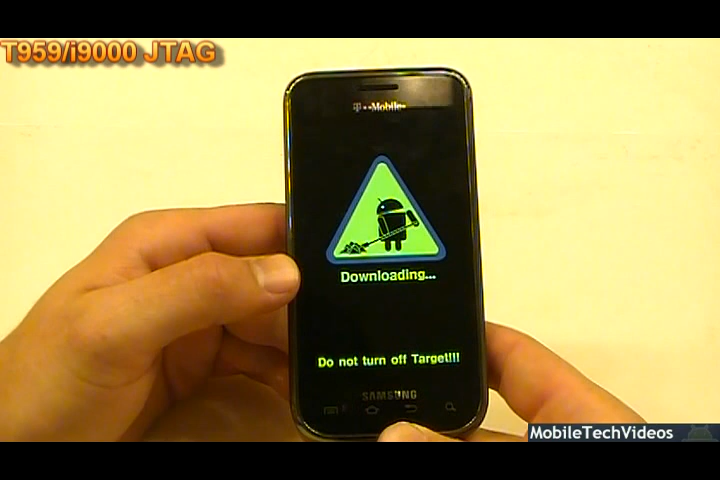 T959/i9000 JTAG
T··Mobile·
Downloading...
Do not turn off Target!!!
SAMSUNG
MobileTechVideos